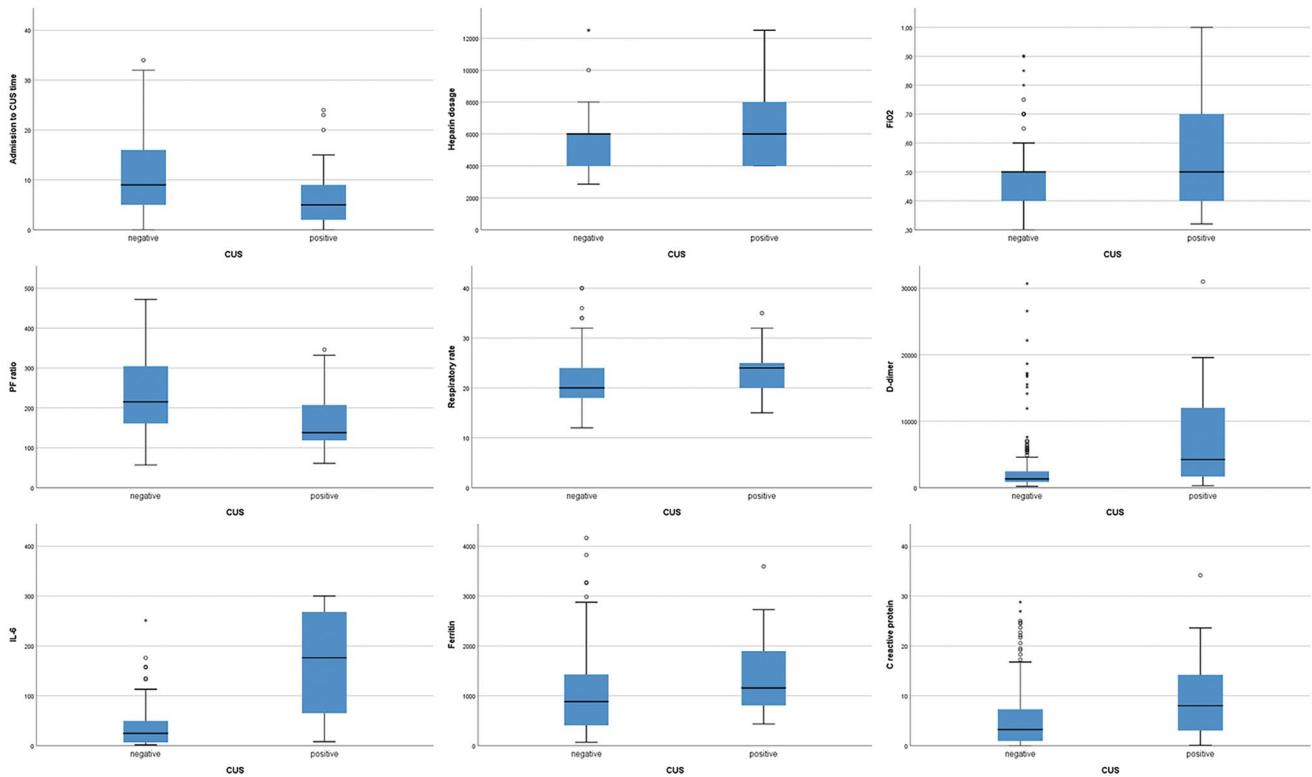 Admission to CUS time
40
30
20
10
0
negative
positive
CUS
Heparin dosage
12000
10000
8000
6000
4000
2000
0
negative
positive
CUS
FiO2
1,00
,90
,80
,70
,60
,50
,40
,30
negative
positive
CUS
PF ratio
500
400
300
200
100
0
negative
positive
CUS
Respiratory rate
40
30
20
10
0
negative
positive
CUS
D-dimer
30000
20000
10000
0
negative
positive
CUS
IL-6
400
300
200
100
0
negative
positive
CUS
Ferritin
4000
3000
2000
1000
0
negative
positive
CUS
C reactive protein
40
30
20
10
0
negative
positive
CUS